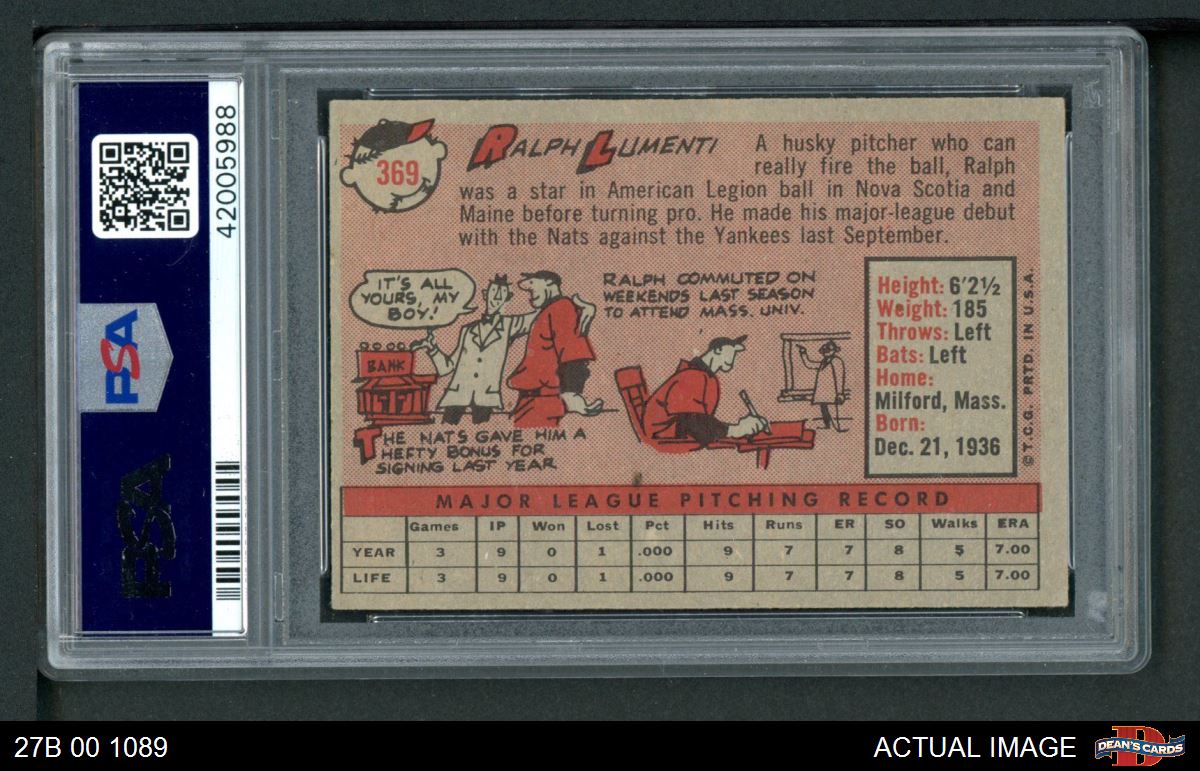 42005988
PSA
PSA
369
RALPH LUMENTI
A husky pitcher who can
really fire the ball, Ralph
was a star in American Legion ball in Nova Scotia and
Maine before turning pro. He made his major-league debut
with the Nats against the Yankees last September.
IT'S ALL
YOURS, MY
BOY!
BANK
THE NATS GAVE HIM A
HEFTY BONUS FOR
SIGNING LAST YEAR
RALPH COMMUTED ON
WEEKENDS LAST SEASON
TO ATTEND MASS. UNIV.
Height: 6'2½
Weight: 185
Throws: Left
Bats: Left
Home:
Milford, Mass.
Born:
Dec. 21, 1936
© T.C.G. PRTD. IN U.S.A.
MAJOR LEAGUE PITCHING RECORD
Games IP Won Lost Pct Hits Runs ER SO Walks ERA
YEAR 3 9 0 1 .000 9 7 7 8 5 7.00
LIFE 3 9 0 1 .000 9 7 7 8 5 7.00
27B 00 1089
ACTUAL IMAGE
D
DEAN'S CARDS